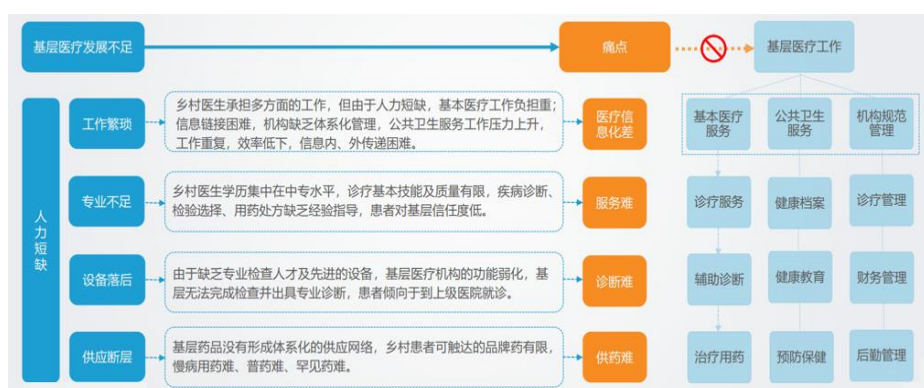 基层医疗发展不足
痛点
基层医疗工作
人力短缺
工作繁琐
乡村医生承担多方面的工作，但由于人力短缺，基本医疗工作负担重；
信息链接困难，机构缺乏体系化管理，公共卫生服务工作压力上升，
工作重复，效率低下，信息内、外传递困难。
医疗信
息化差
专业不足
乡村医生学历集中在中专水平，诊疗基本技能及质量有限，疾病诊断、
检验选择、用药处方缺乏经验指导，患者对基层信任度低。
服务难
设备落后
由于缺乏专业检查人才及先进的设备，基层医疗机构的功能弱化，基
层无法完成检查并出具专业诊断，患者倾向于到上级医院就诊。
诊断难
供应断层
基层药品没有形成体系化的供应网络，乡村患者可触达的品牌药有限，
慢病用药难、普药难、罕见药难。
供药难
基本医疗
服务
公共卫生
服务
机构规范
管理
诊疗服务
健康档案
诊疗管理
辅助诊断
健康教育
财务管理
治疗用药
预防保健
后勤管理